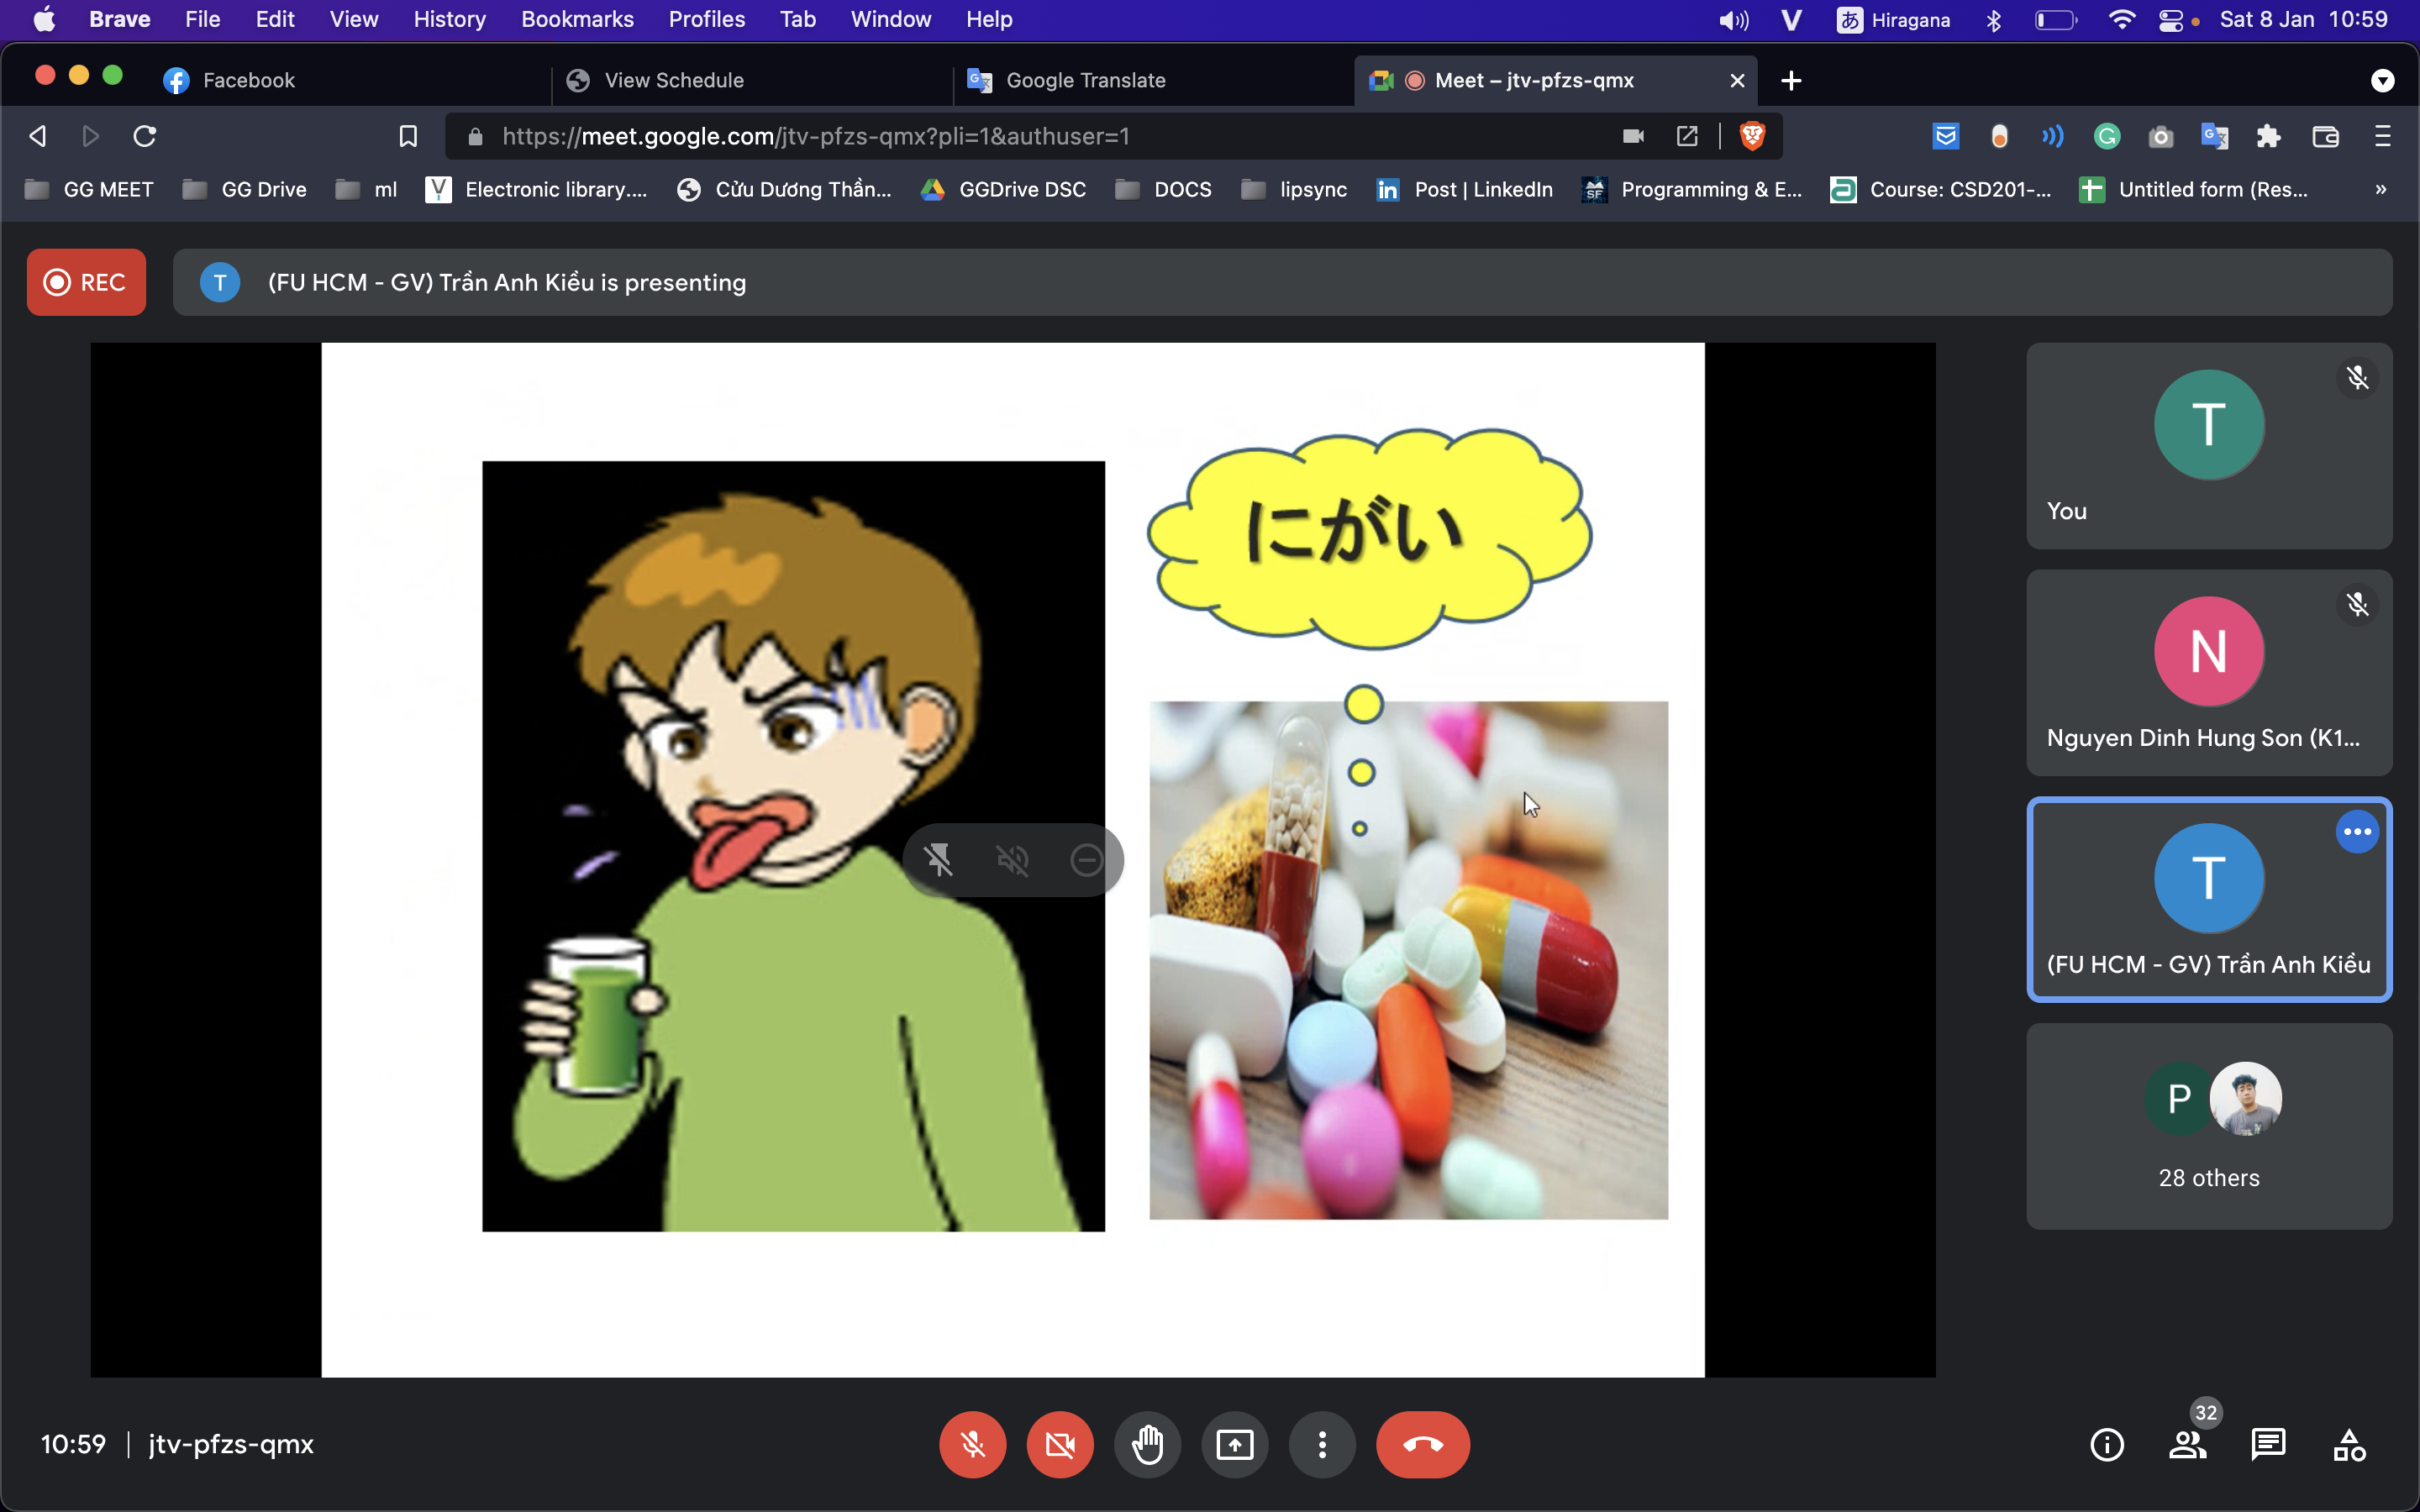 Brave File Edit View History Bookmarks Profiles Tab Window Help あ Hiragana Sat 8 Jan 10:59
Facebook View Schedule Google Translate Meet – jtv-pfzs-qmx
https://meet.google.com/jtv-pfzs-qmx?pli=1&authuser=1
GG MEET GG Drive ml Electronic library.... Cửu Dương Thần... GGDrive DSC DOCS lipsync Post | LinkedIn Programming & E... Course: CSD201-... Untitled form (Res... »
REC T (FU HCM - GV) Trần Anh Kiều is presenting
にがい
T
You
N
Nguyen Dinh Hung Son (K1...
T
(FU HCM - GV) Trần Anh Kiều
P
28 others
10:59 | jtv-pfzs-qmx
32